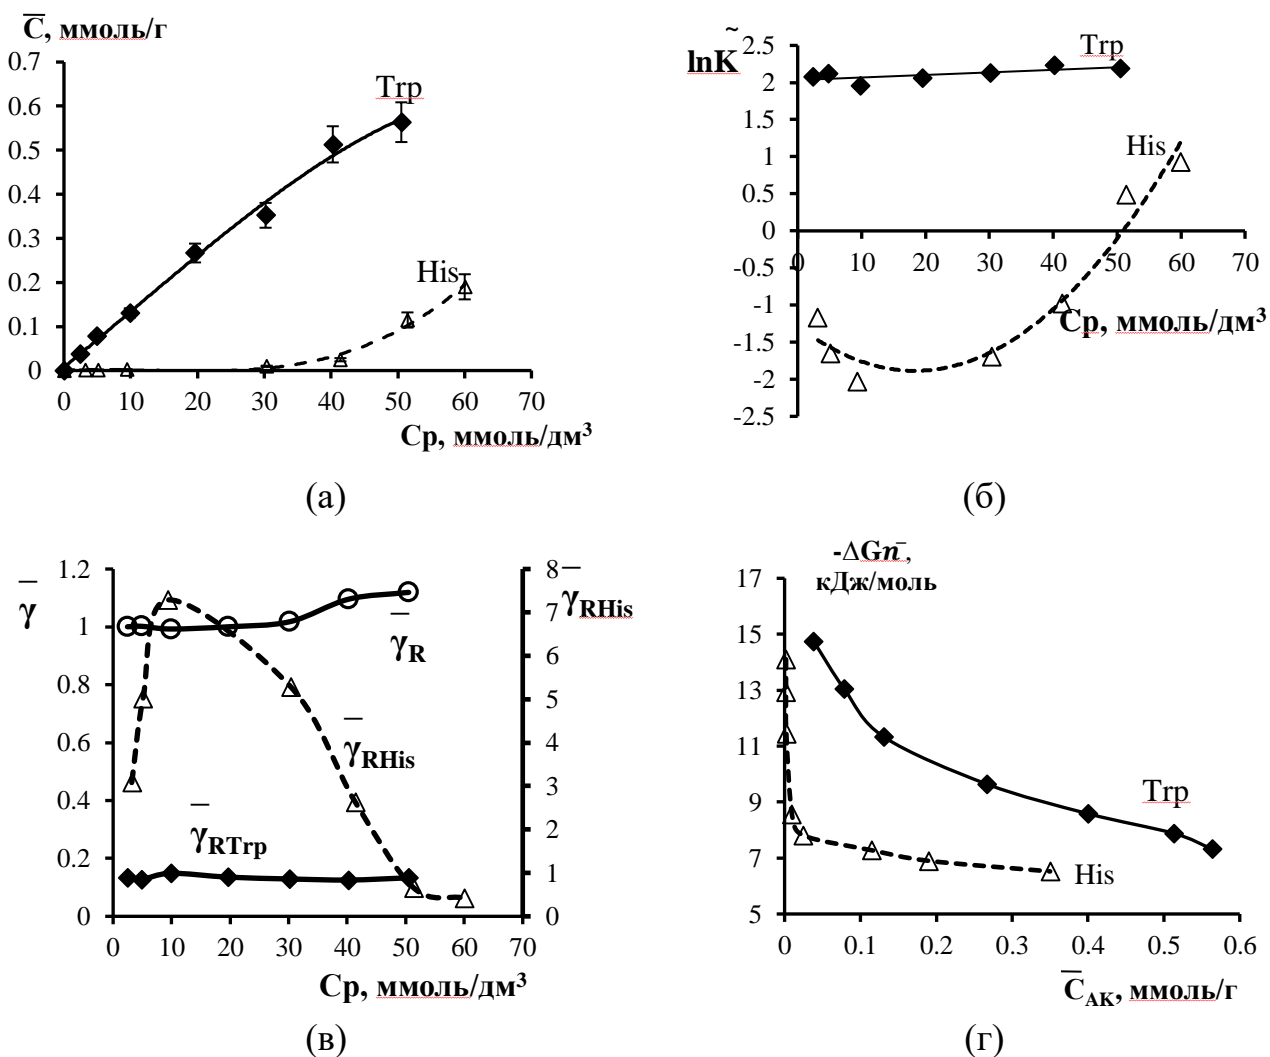 C̅, ммоль/г
0.7
0.6
0.5
0.4
0.3
0.2
0.1
0
Trp
His
0 10 20 30 40 50 60 70
Ср, ммоль/дм³
(а)
lnK̃
2.5
2
1.5
1
0.5
0
-0.5
-1
-1.5
-2
-2.5
Trp
His
0 10 20 30 40 50 60 70
Ср, ммоль/дм³
(б)
γ̅
1.2
1
0.8
0.6
0.4
0.2
0
γ̅R
γ̅RHis
γ̅RTrp
8
7
6
5
4
3
2
1
0
γ̅RHis
0 10 20 30 40 50 60 70
Ср, ммоль/дм³
(в)
-ΔGn̅,
кДж/моль
17
15
13
11
9
7
5
Trp
His
0 0.1 0.2 0.3 0.4 0.5 0.6
C̅АК, ммоль/г
(г)